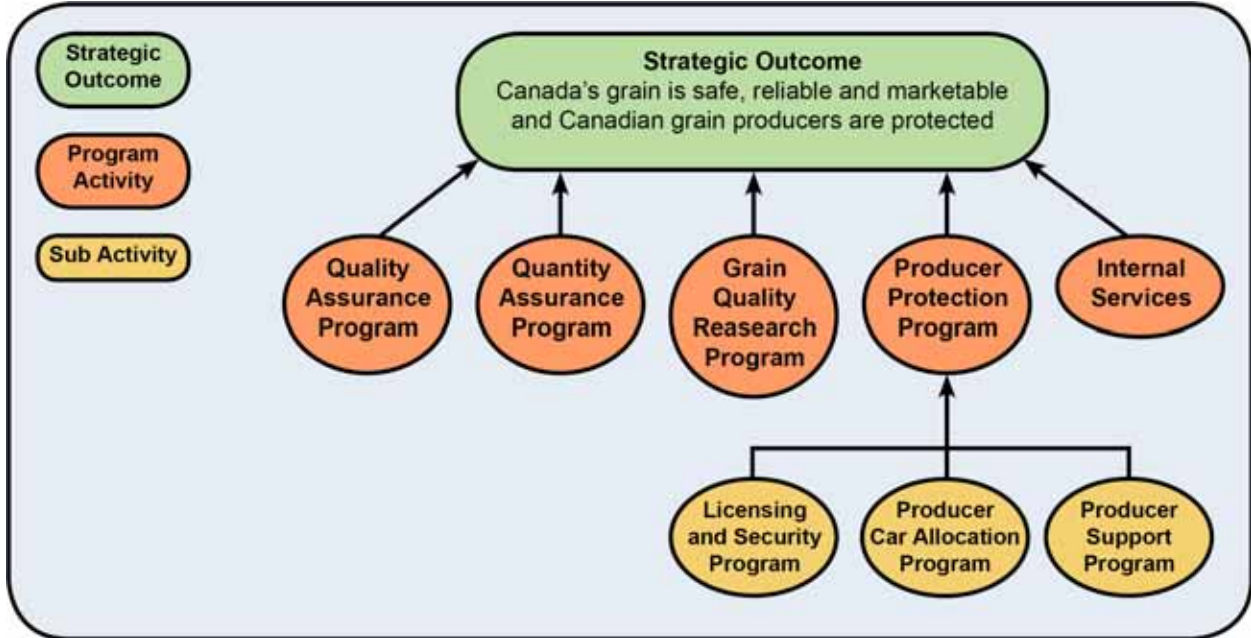 Strategic
Outcome
Program
Activity
Sub Activity
Strategic Outcome
Canada's grain is safe, reliable and marketable
and Canadian grain producers are protected
Quality
Assurance
Program
Quantity
Assurance
Program
Grain
Quality
Reasearch
Program
Producer
Protection
Program
Internal
Services
Licensing
and Security
Program
Producer
Car Allocation
Program
Producer
Support
Program